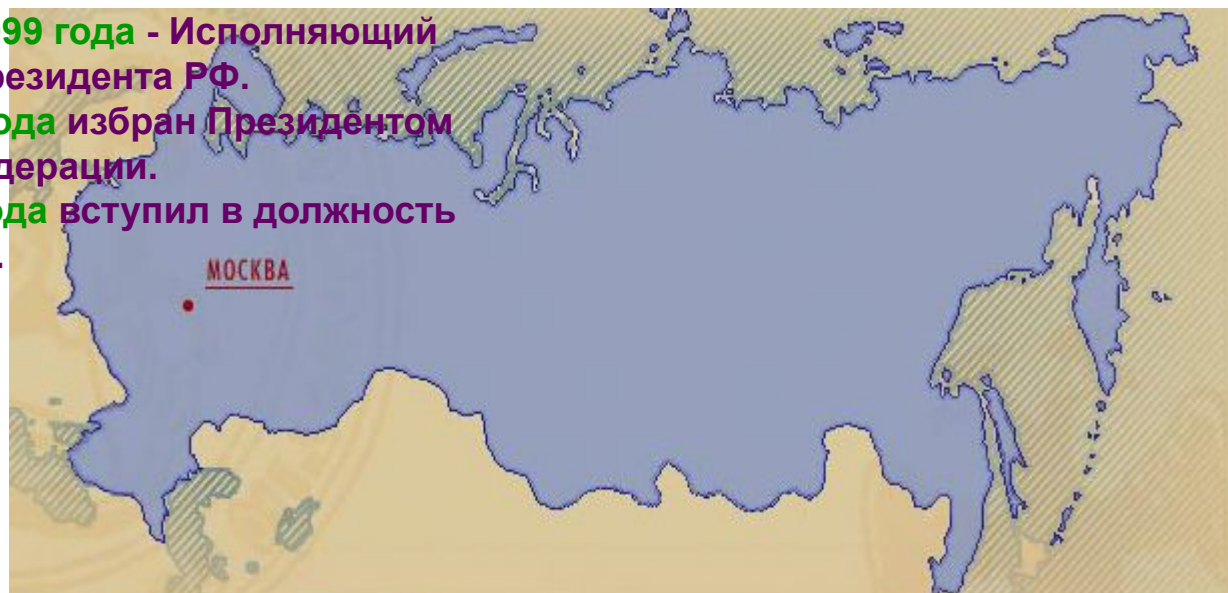 99 года - Исполняющий
резидента РФ.
ода избран Президентом
дерации.
ода вступил в должность
.
МОСКВА